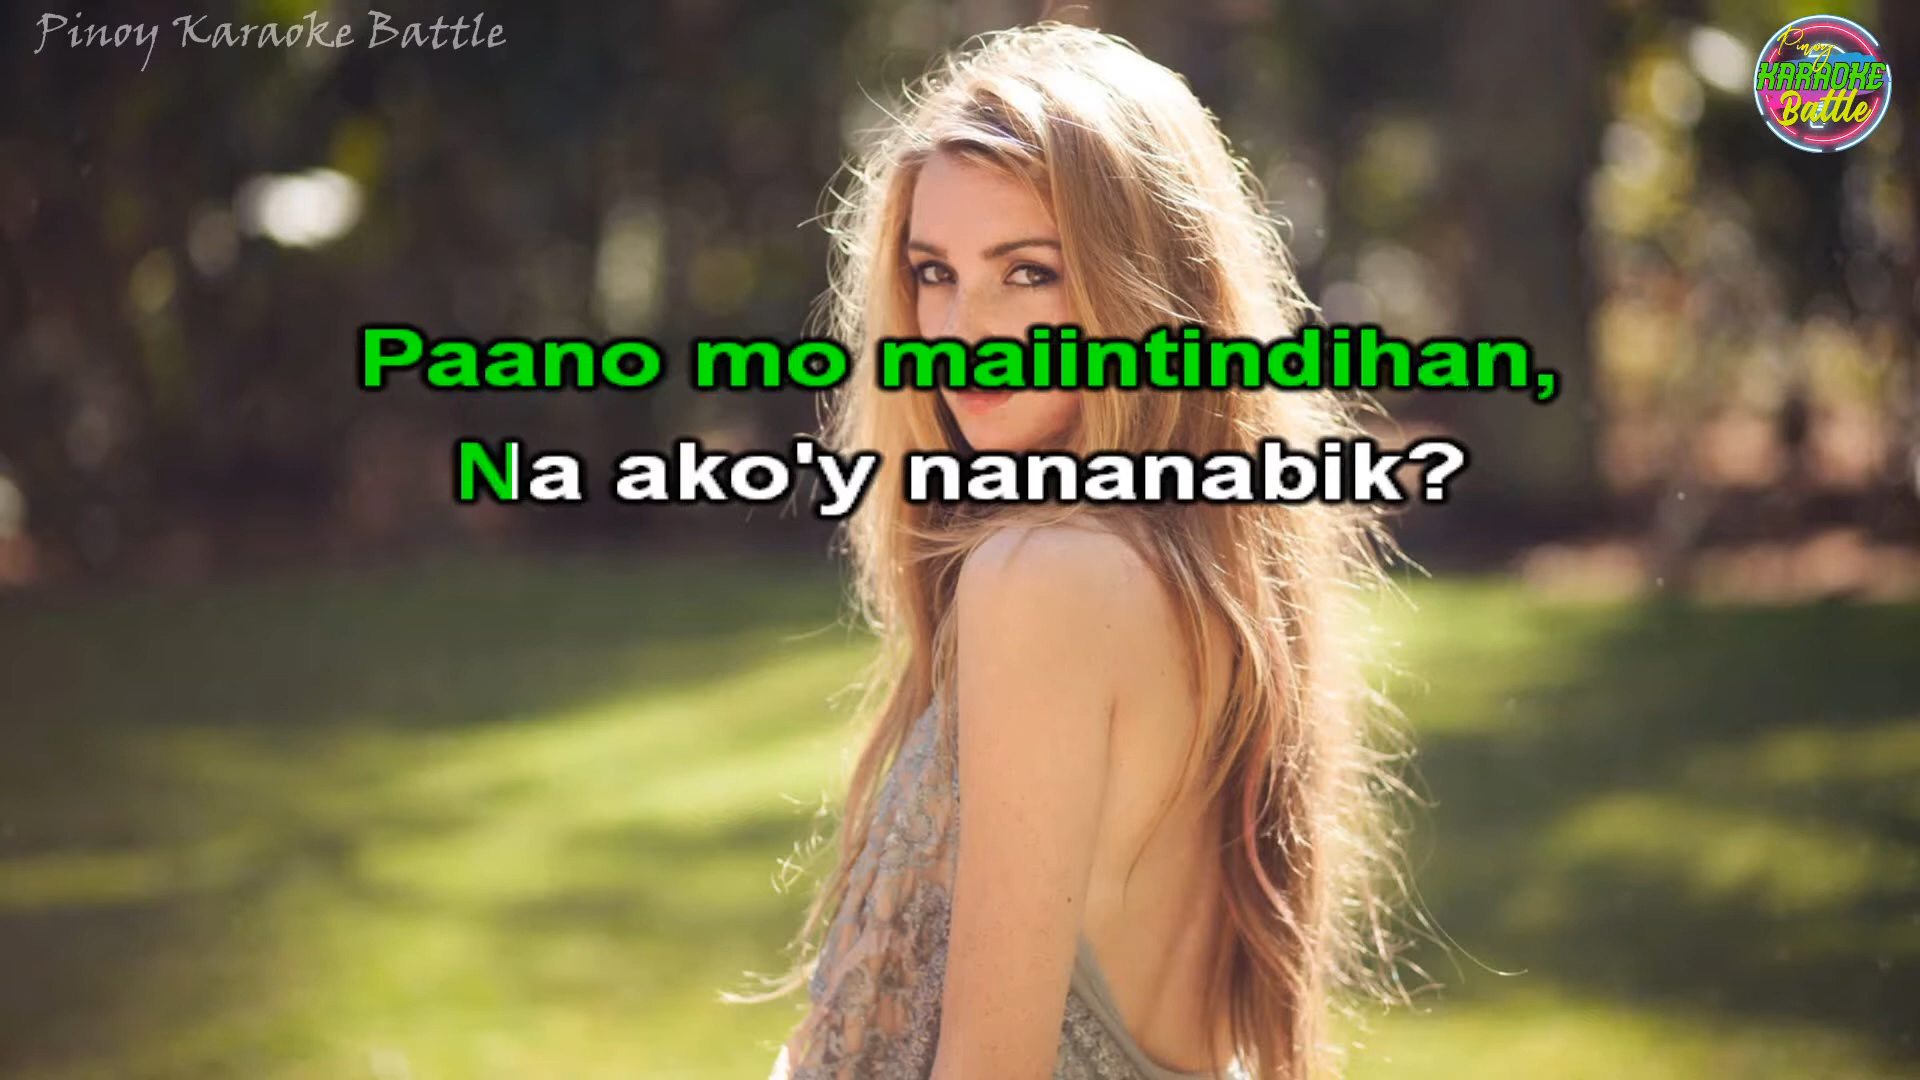 Pinoy Karaoke Battle
Pinoy
KARAOKE
Battle
Paano mo maiintindihan,
Na ako'y nananabik?